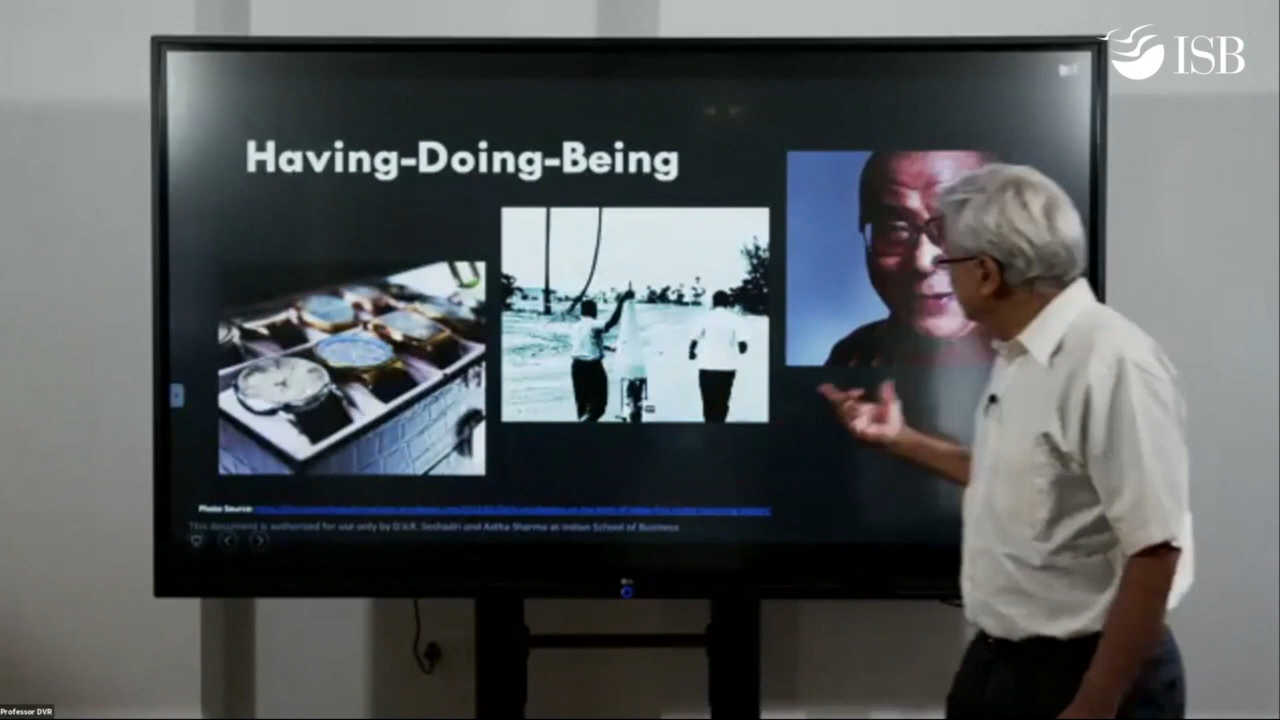 ISB
Having-Doing-Being
Photo Source:
This document is authorized for use only by D.V.R. Seshadri and Aatha Sharma at Indian School of Business
Professor DVR